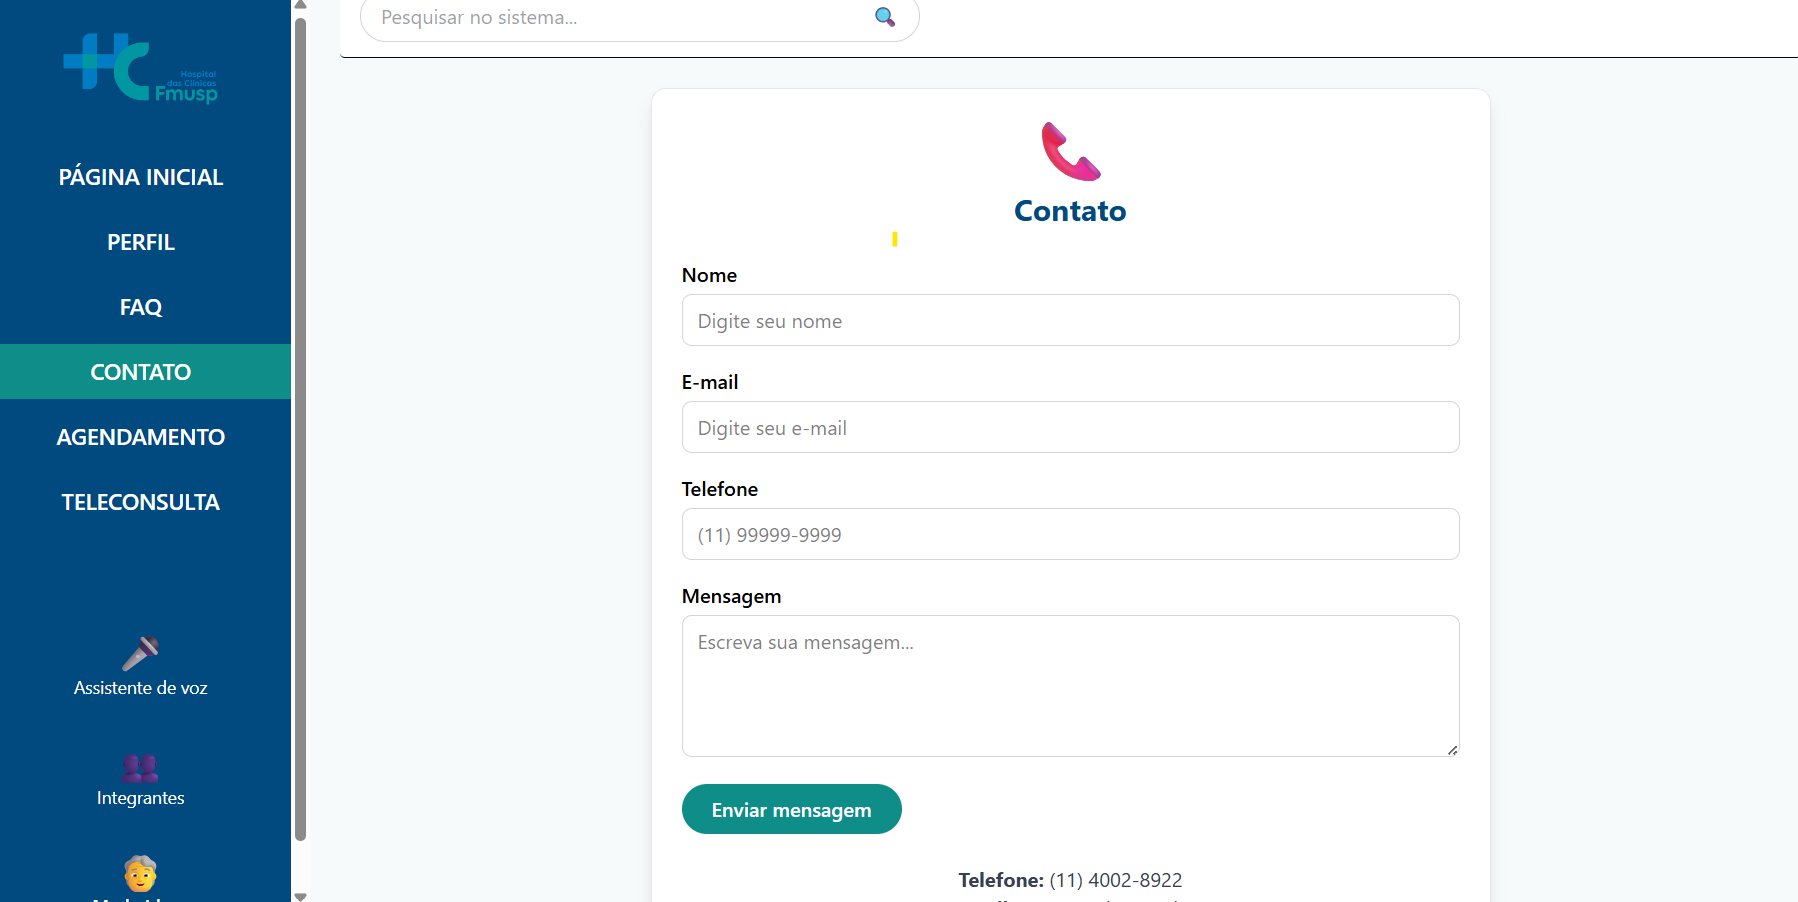 Hospital
das Clínicas
Fmusp
PÁGINA INICIAL
PERFIL
FAQ
CONTATO
AGENDAMENTO
TELECONSULTA
Assistente de voz
Integrantes
Pesquisar no sistema...
Contato
Nome
Digite seu nome
E-mail
Digite seu e-mail
Telefone
(11) 99999-9999
Mensagem
Escreva sua mensagem...
Enviar mensagem
Telefone: (11) 4002-8922